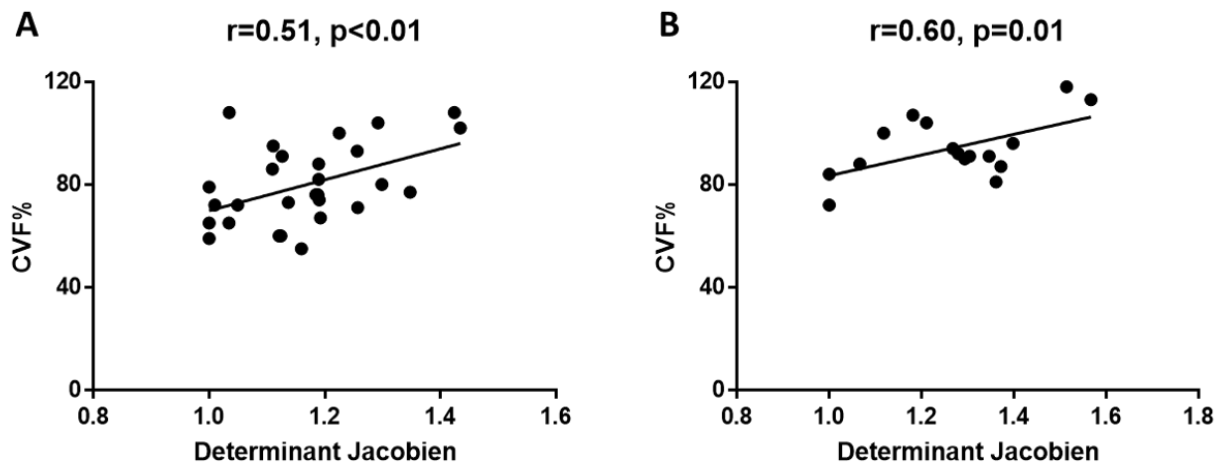 A
r=0.51, p<0.01
120
80
40
0
CVF%
0.8 1.0 1.2 1.4 1.6
Determinant Jacobien
B
r=0.60, p=0.01
120
80
40
0
CVF%
0.8 1.0 1.2 1.4 1.6 1.8
Determinant Jacobien